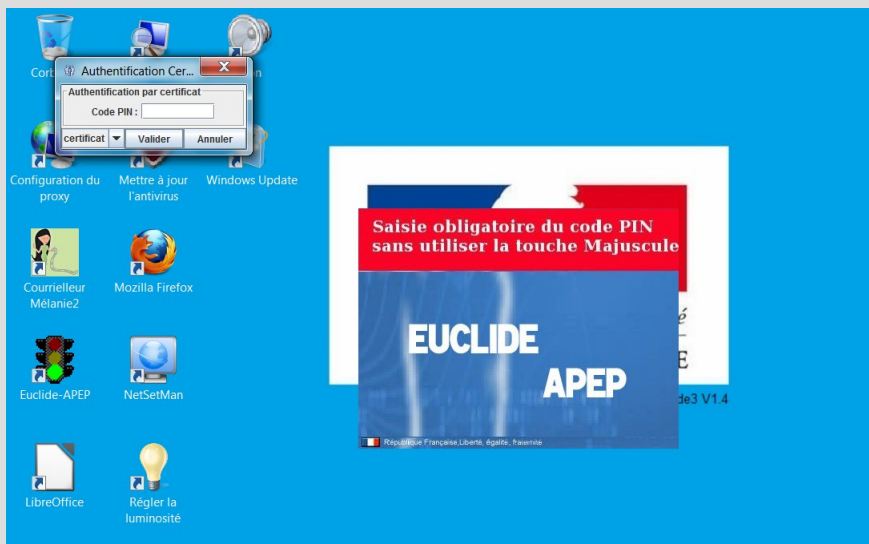 Corb
Authentification Cer...
on
Authentification par certificat
Code PIN :
certificat
Valider
Annuler
Configuration du
proxy
Mettre à jour
l'antivirus
Windows Update
Saisie obligatoire du code PIN
sans utiliser la touche Majuscule
Courrielleur
Mélanie2
Mozilla Firefox
EUCLIDE
APEP
é
E
Euclide-APEP
NetSetMan
de3 V1.4
République Française,Liberté, égalité, fraternité
LibreOffice
Régler la
luminosité